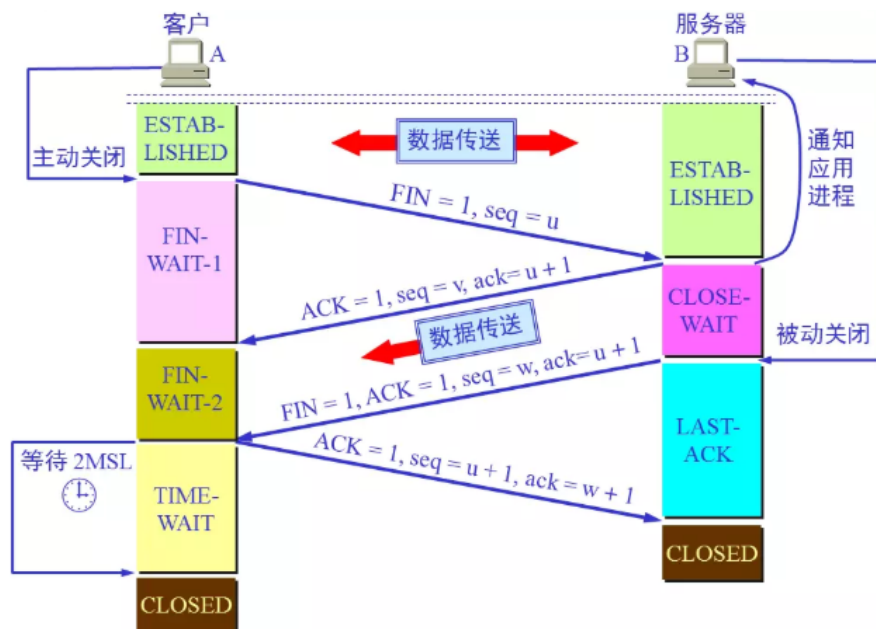 客户
A
服务器
B
ESTAB-
LISHED
数据传送
主动关闭
通知
应用
进程
ESTAB-
LISHED
FIN = 1, seq = u
FIN-
WAIT-1
ACK = 1, seq = v, ack= u + 1
CLOSE-
WAIT
数据传送
被动关闭
FIN-
WAIT-2
FIN = 1, ACK = 1, seq = w, ack= u + 1
LAST-
ACK
等待 2MSL
ACK = 1, seq = u + 1, ack = w + 1
TIME-
WAIT
CLOSED
CLOSED